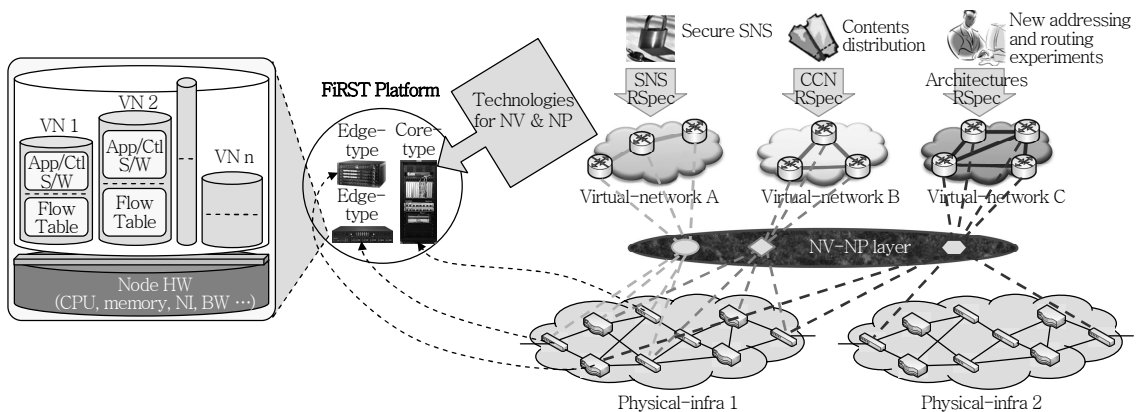 VN 1
App/Ctl
S/W
Flow
Table
VN 2
App/Ctl
S/W
Flow
Table
VN n
Node HW
(CPU, memory, NI, BW ⋯)
FiRST Platform
Edge-
type
Core-
type
Edge-
type
Technologies
for NV & NP
Secure SNS
SNS
RSpec
Virtual-network A
Contents
distribution
CCN
RSpec
Virtual-network B
New addressing
and routing
experiments
Architectures
RSpec
Virtual-network C
NV-NP layer
Physical-infra 1
Physical-infra 2